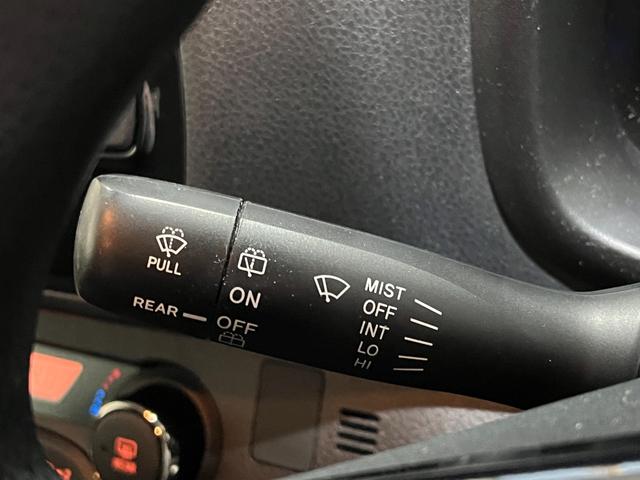 PULL
REAR
ON
OFF
MIST
OFF
INT
LO
HI